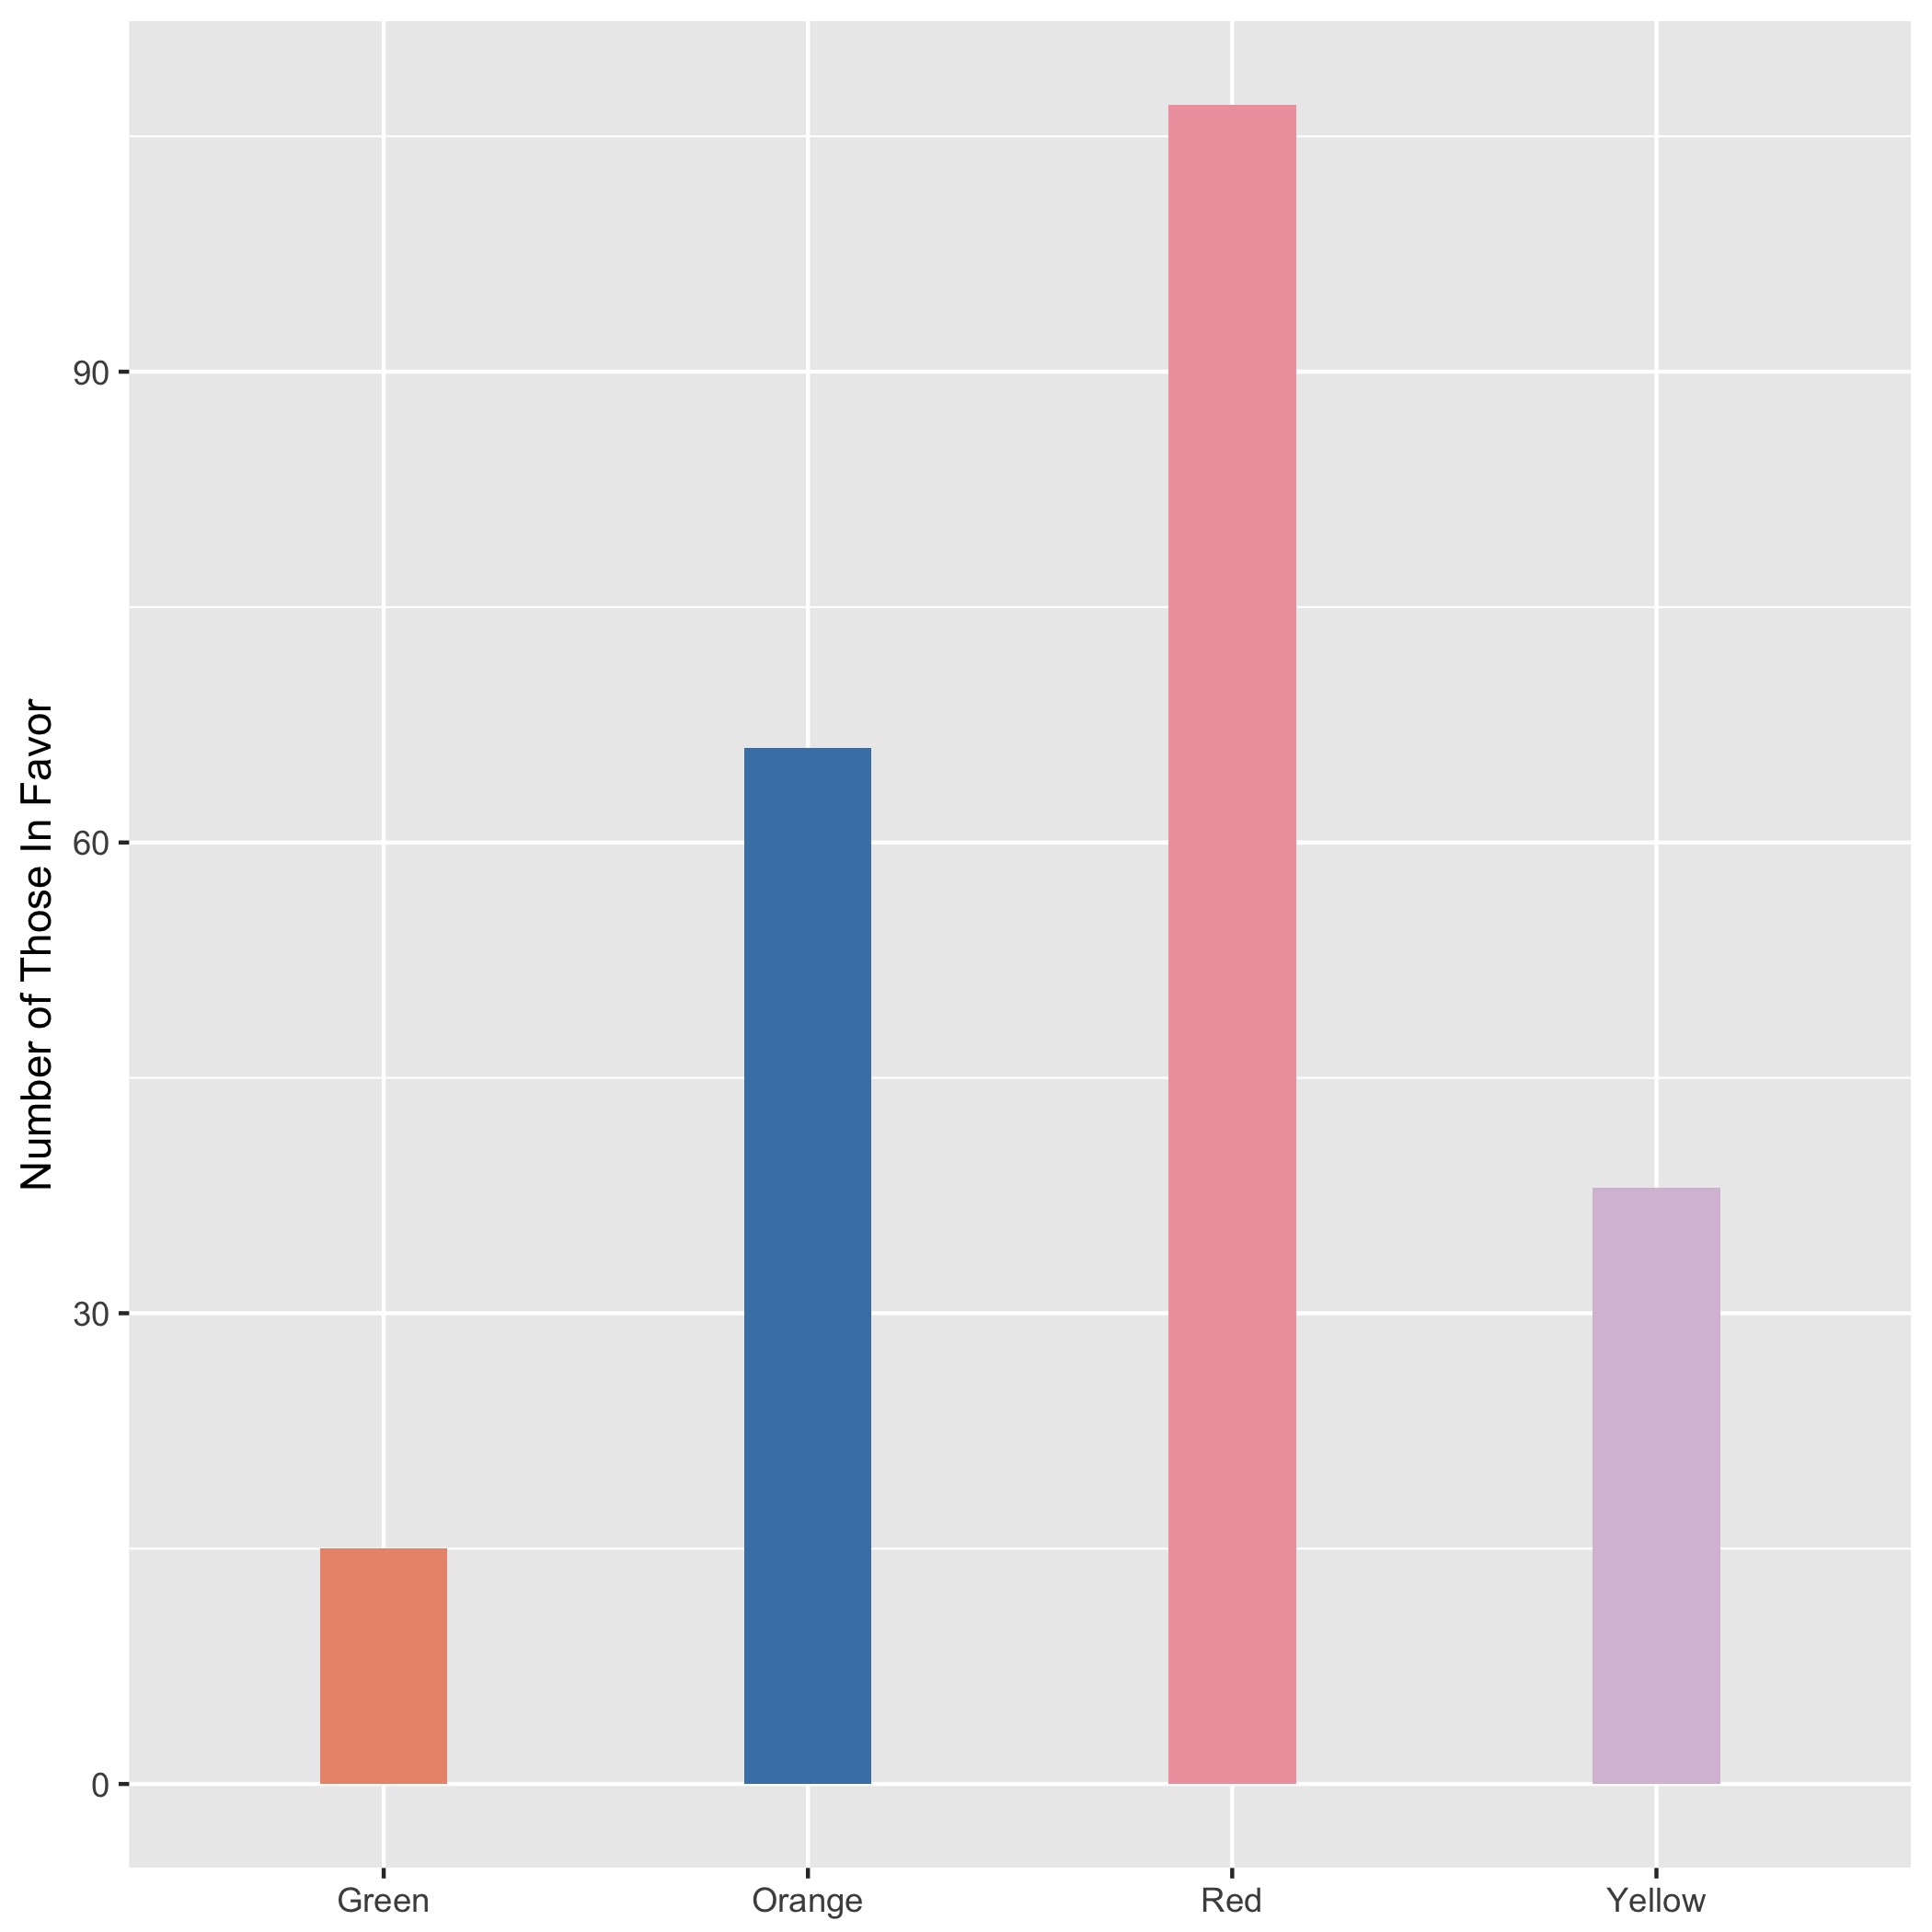 Number of Those In Favor
90
60
30
0
Green
Orange
Red
Yellow